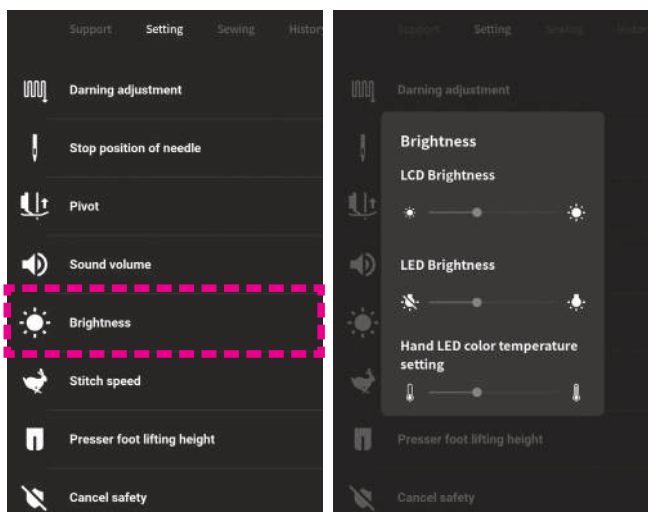 Support Setting Sewing History
Darning adjustment
Stop position of needle
Pivot
Sound volume
Brightness
Stitch speed
Presser foot lifting height
Cancel safety
Support Setting Sewing
Darning adjustment
Brightness
LCD Brightness
LED Brightness
Hand LED color temperature
setting
Presser foot lifting height
Cancel safety